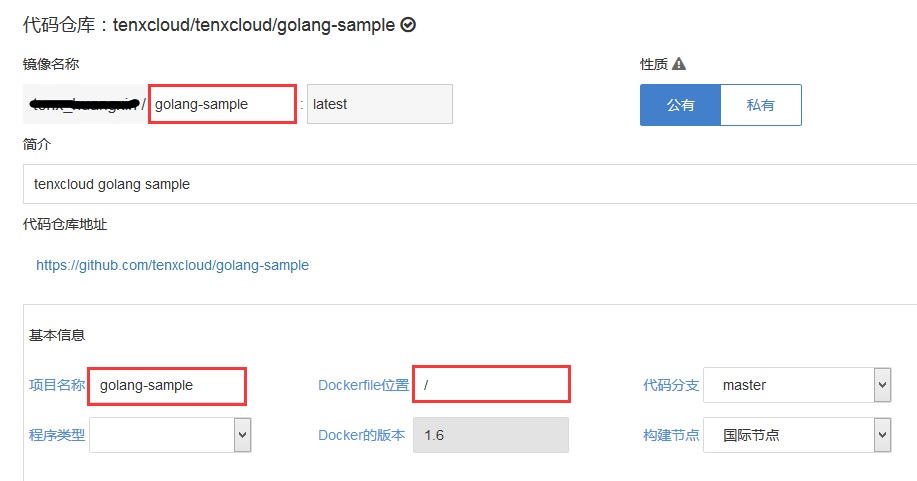 代码仓库：tenxcloud/tenxcloud/golang-sample
镜像名称
性质
/ golang-sample : latest
公有 私有
简介
tenxcloud golang sample
代码仓库地址
https://github.com/tenxcloud/golang-sample
基本信息
项目名称 golang-sample Dockerfile位置 / 代码分支 master
程序类型 Docker的版本 1.6 构建节点 国际节点